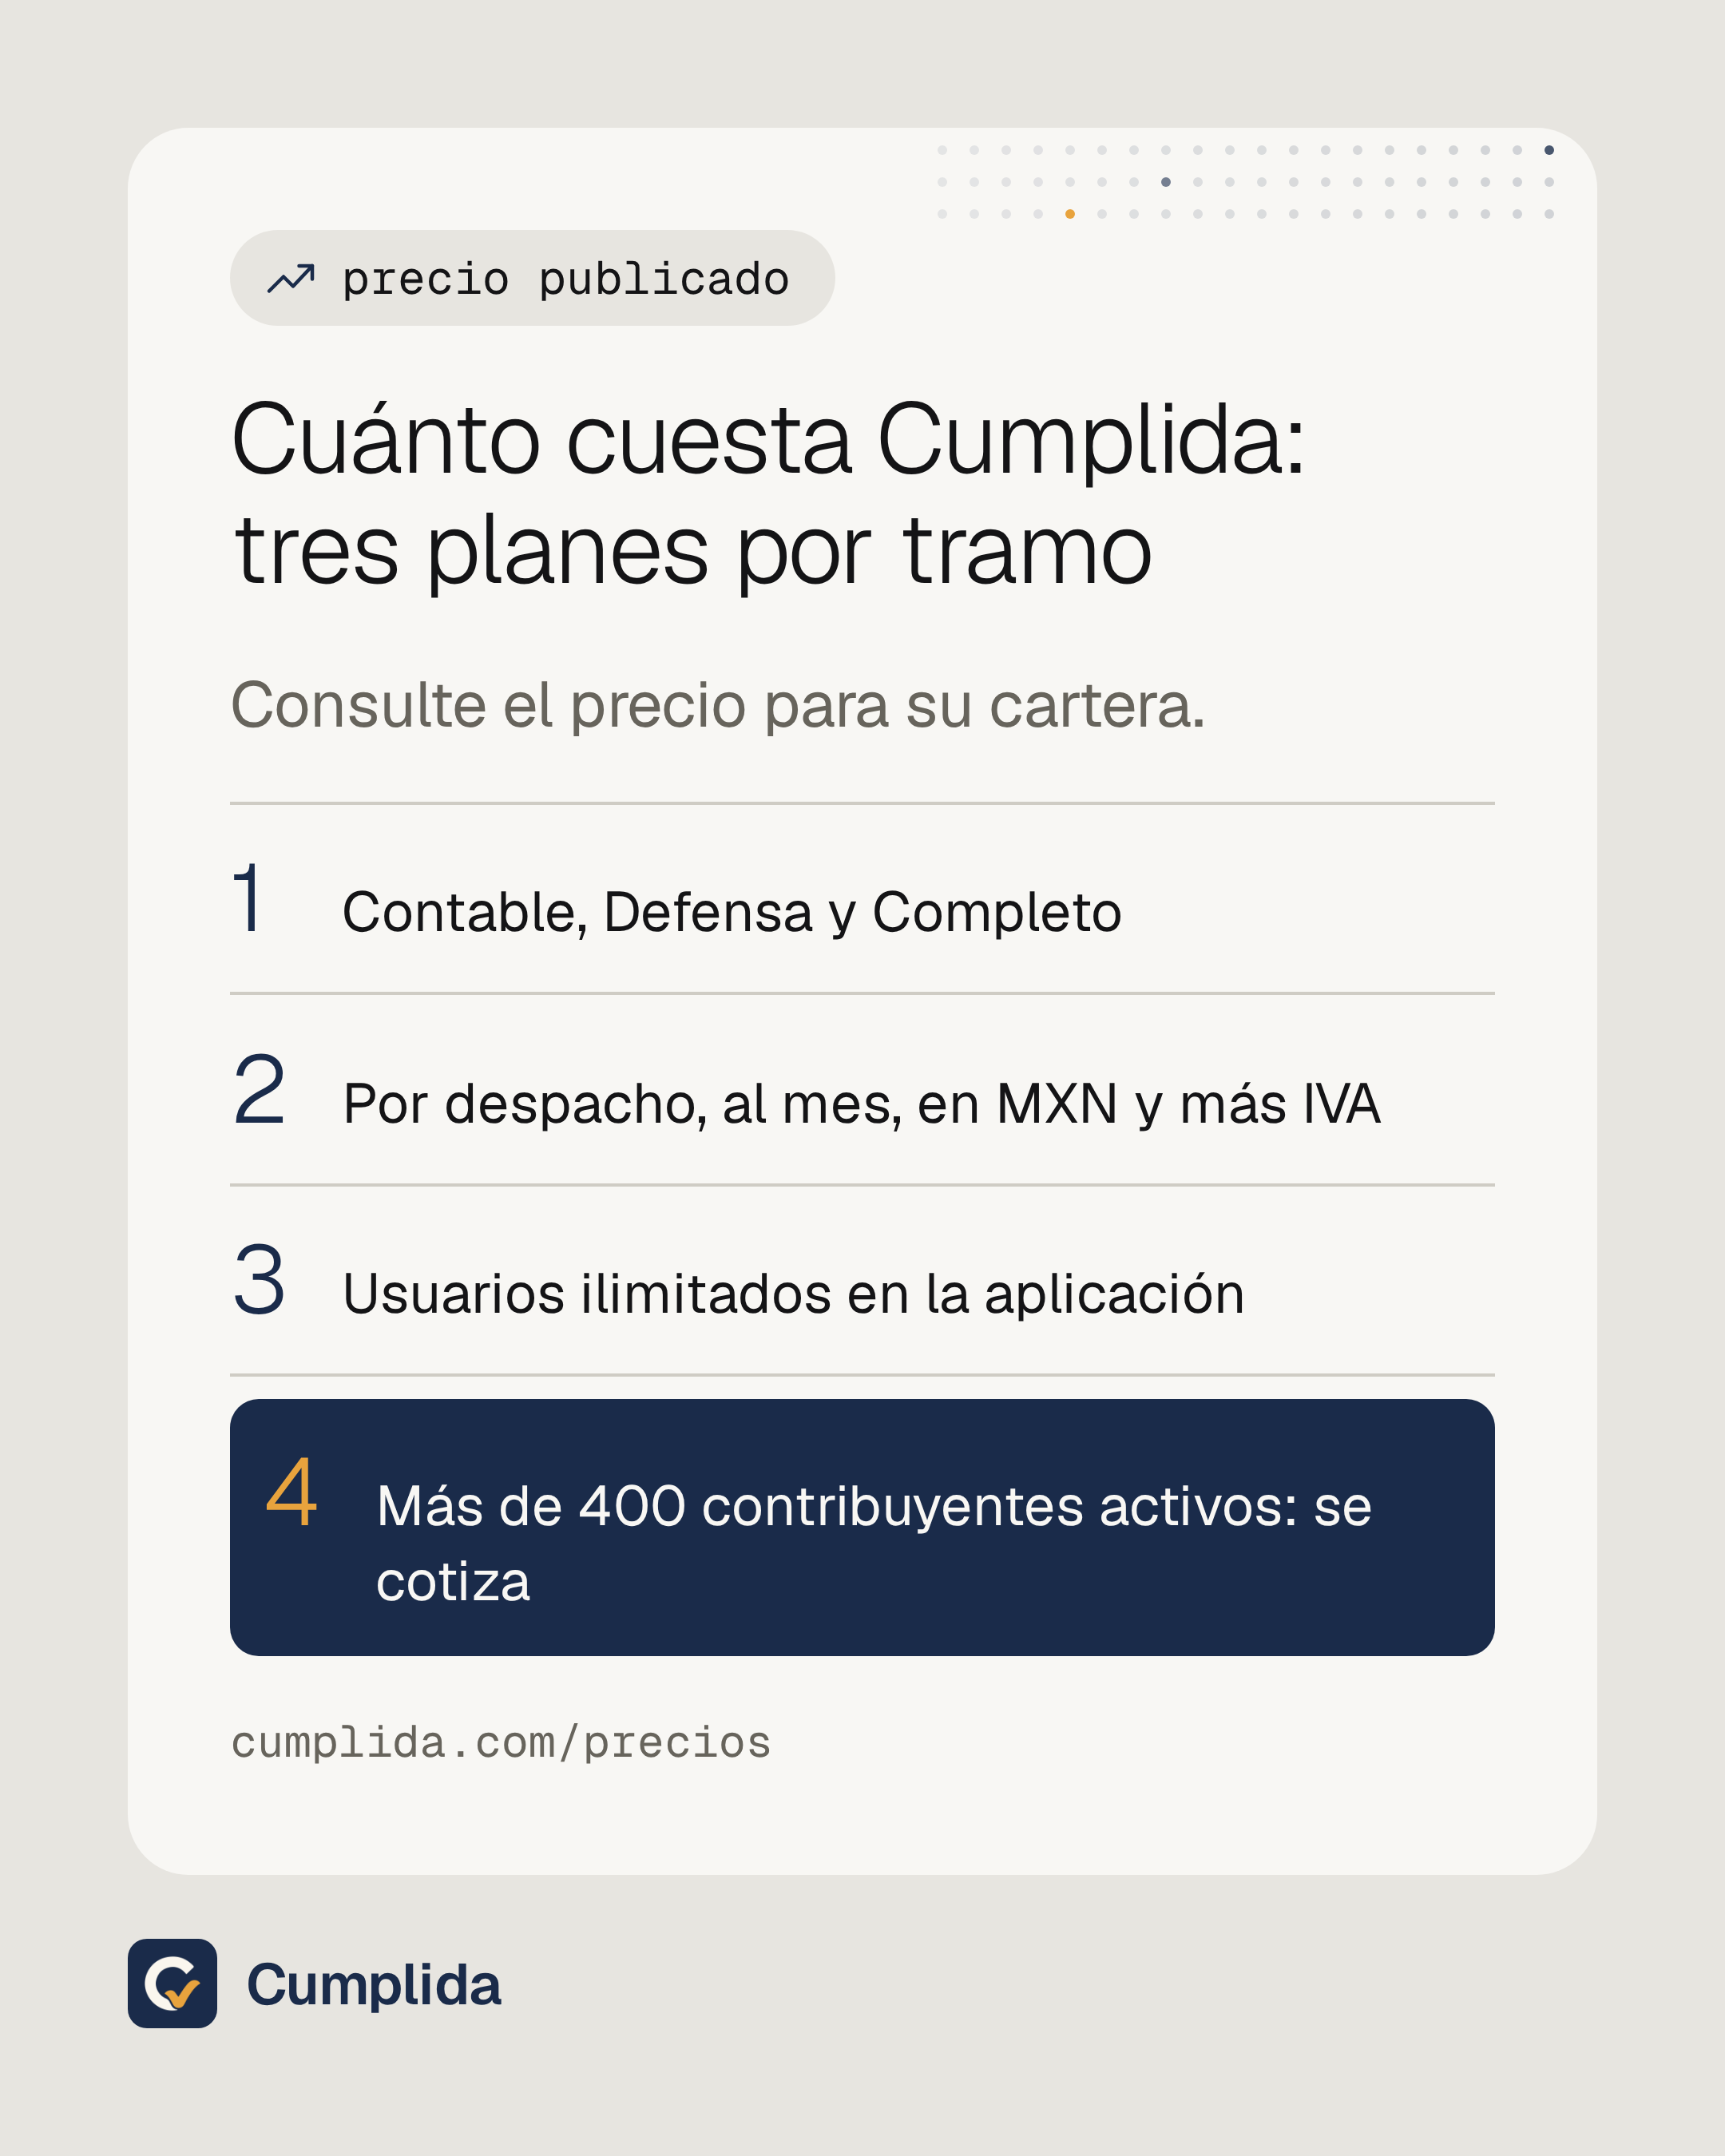 precio publicado
Cuánto cuesta Cumplida:
tres planes por tramo
Consulte el precio para su cartera.
1 Contable, Defensa y Completo
2 Por despacho, al mes, en MXN y más IVA
3 Usuarios ilimitados en la aplicación
4 Más de 400 contribuyentes activos: se
cotiza
cumplida.com/precios
Cumplida